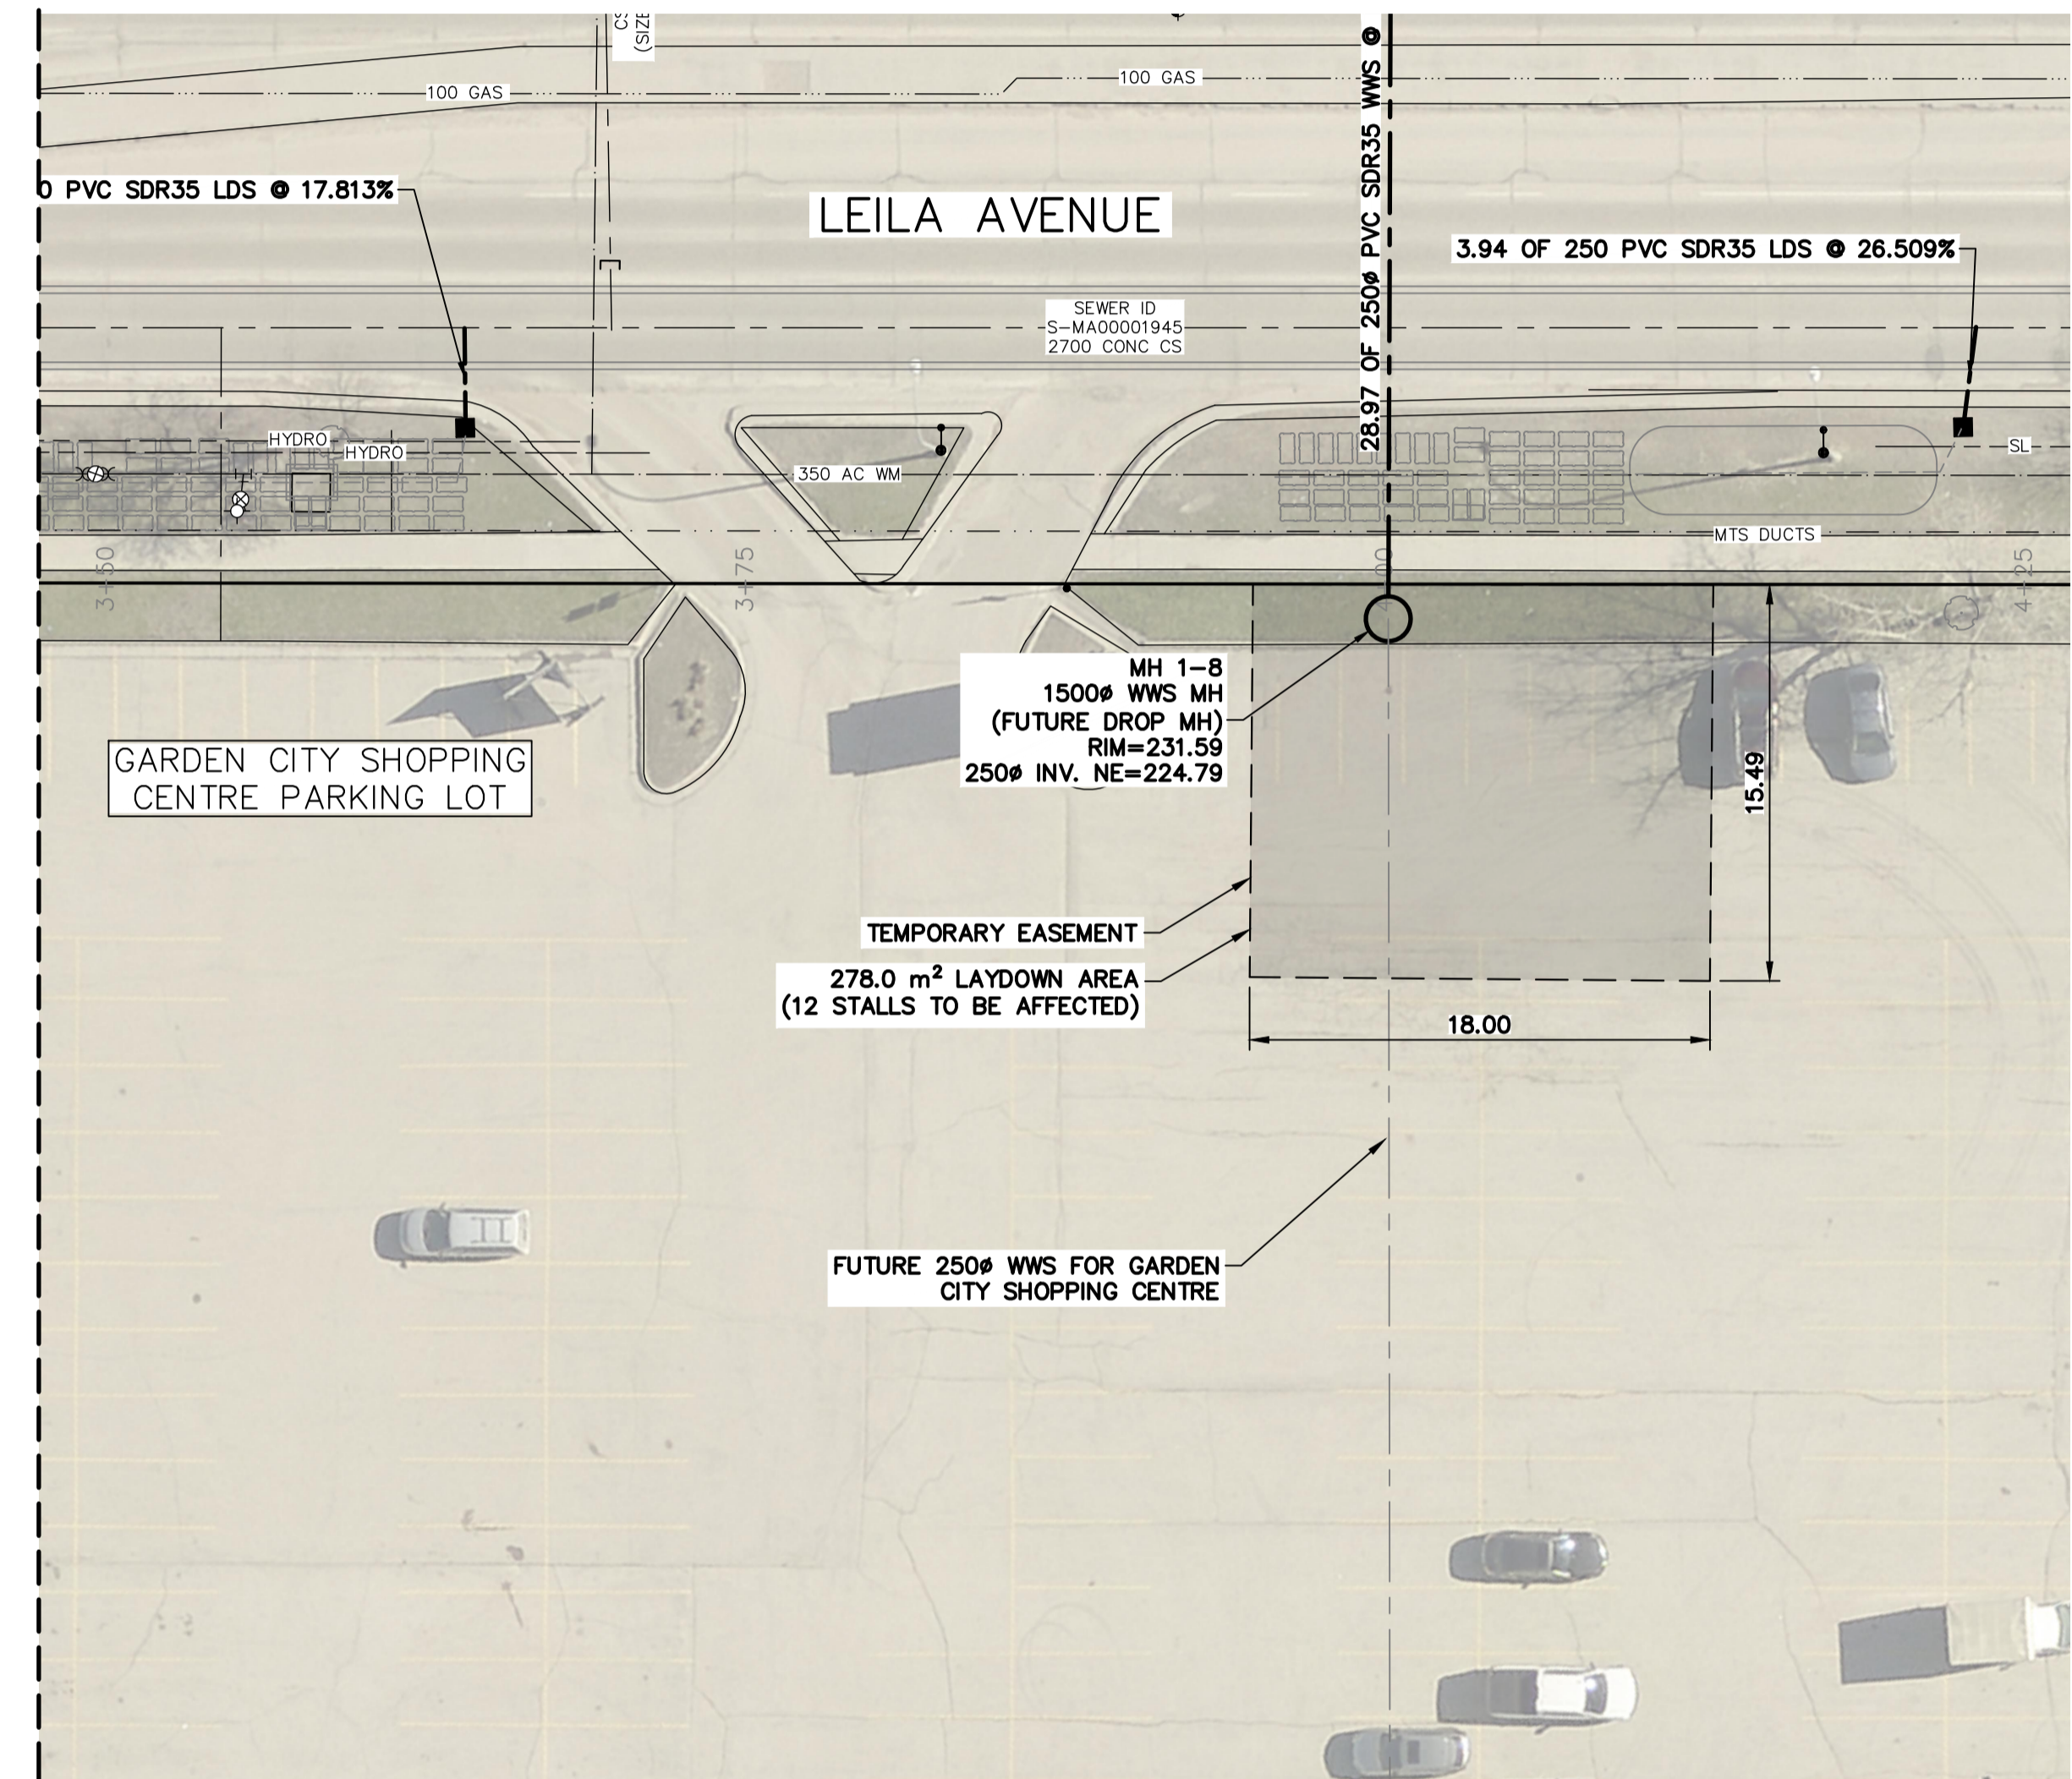 CS
(SIZE
100 GAS
100 GAS
28.97 OF 250ø PVC SDR35 WWS @
0 PVC SDR35 LDS @ 17.813%
LEILA AVENUE
3.94 OF 250 PVC SDR35 LDS @ 26.509%
SEWER ID
S-MA00001945
2700 CONC CS
HYDRO
HYDRO
350 AC WM
SL
MTS DUCTS
3+50
3+75
4+00
4+25
MH 1-8
1500ø WWS MH
(FUTURE DROP MH)
RIM=231.59
250ø INV. NE=224.79
GARDEN CITY SHOPPING
CENTRE PARKING LOT
15.49
TEMPORARY EASEMENT
278.0 m² LAYDOWN AREA
(12 STALLS TO BE AFFECTED)
18.00
FUTURE 250ø WWS FOR GARDEN
CITY SHOPPING CENTRE